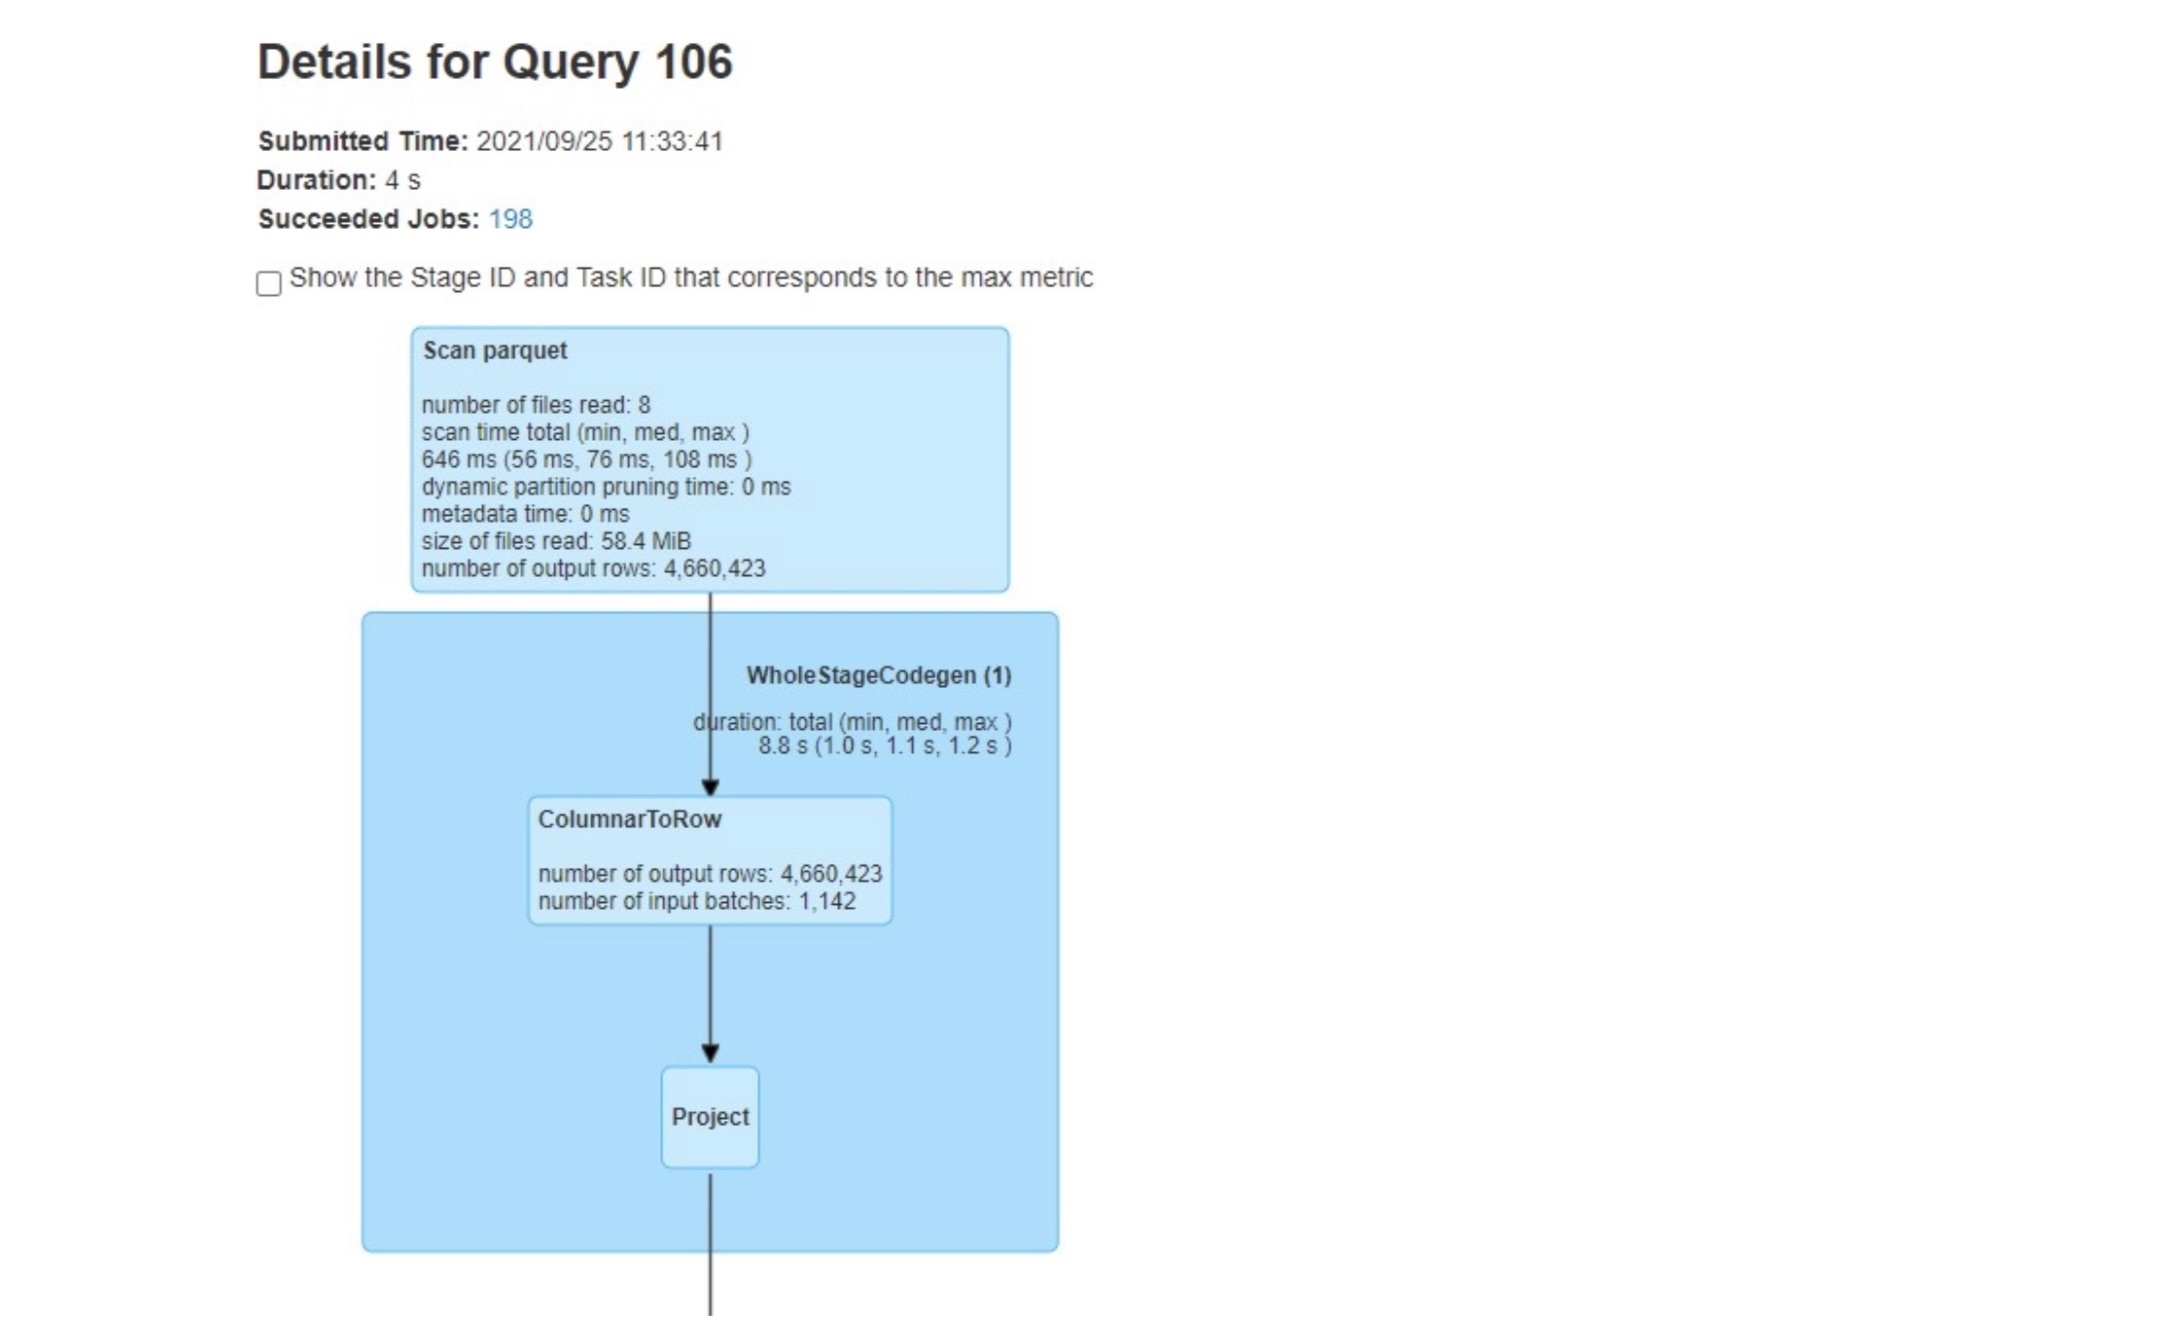 Details for Query 106
Submitted Time: 2021/09/25 11:33:41
Duration: 4 s
Succeeded Jobs: 198
Show the Stage ID and Task ID that corresponds to the max metric
Scan parquet
number of files read: 8
scan time total (min, med, max )
646 ms (56 ms, 76 ms, 108 ms )
dynamic partition pruning time: 0 ms
metadata time: 0 ms
size of files read: 58.4 MiB
number of output rows: 4,660,423
WholeStageCodegen (1)
duration: total (min, med, max )
8.8 s (1.0 s, 1.1 s, 1.2 s )
ColumnarToRow
number of output rows: 4,660,423
number of input batches: 1,142
Project